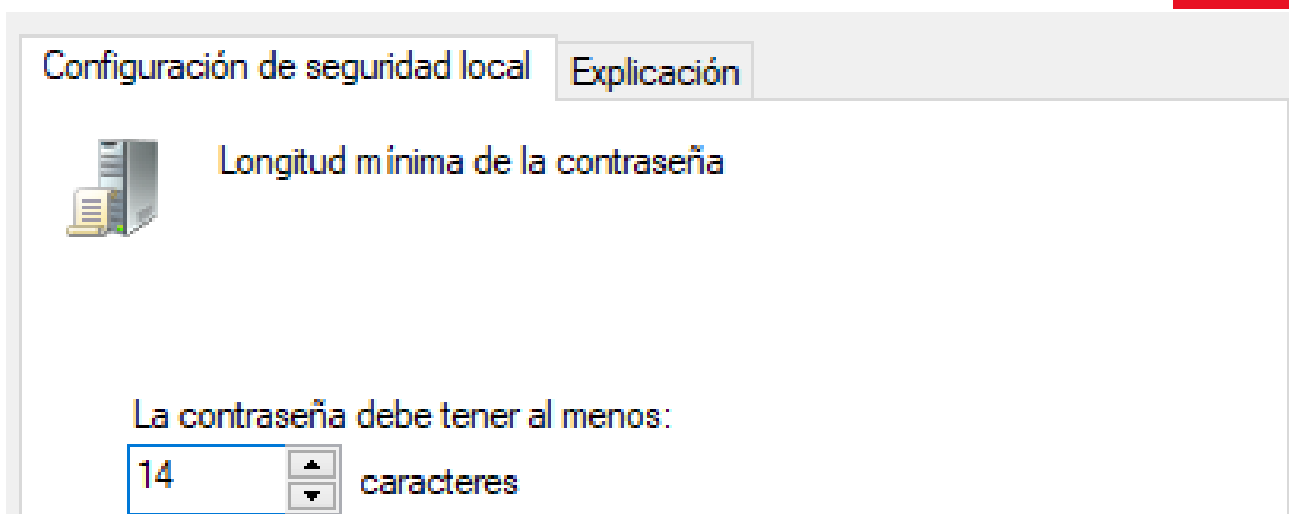 Configuración de seguridad local
Explicación
Longitud mínima de la contraseña
La contraseña debe tener al menos:
14
caracteres